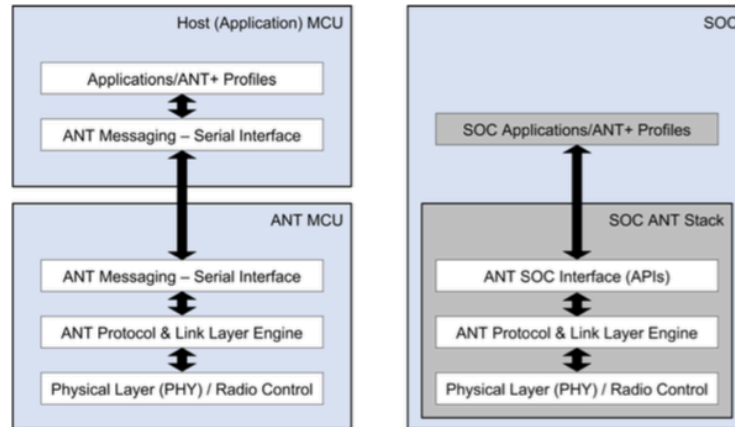 Host (Application) MCU
Applications/ANT+ Profiles
ANT Messaging – Serial Interface
ANT MCU
ANT Messaging – Serial Interface
ANT Protocol & Link Layer Engine
Physical Layer (PHY) / Radio Control
SOC
SOC Applications/ANT+ Profiles
SOC ANT Stack
ANT SOC Interface (APIs)
ANT Protocol & Link Layer Engine
Physical Layer (PHY) / Radio Control